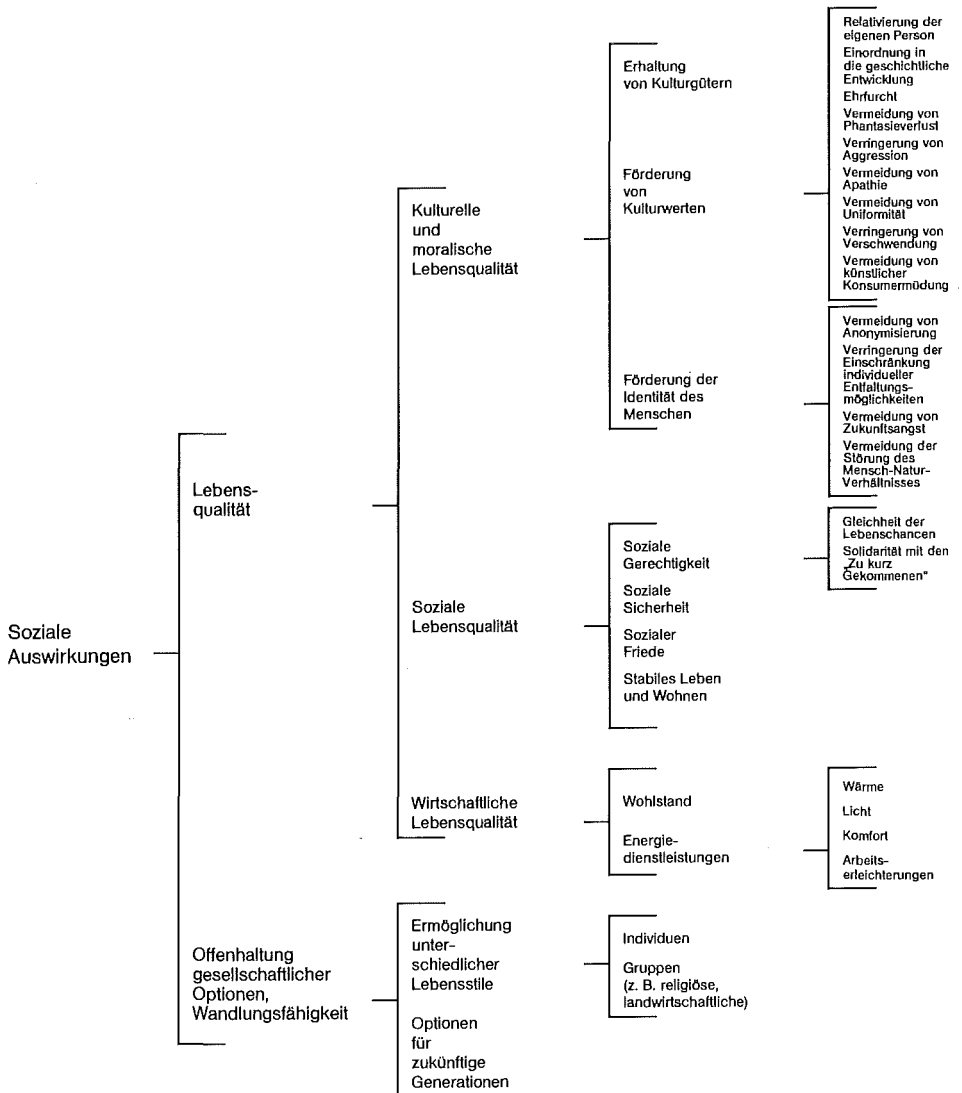 Soziale
Auswirkungen
Lebens-
qualität
Offenhaltung
gesellschaftlicher
Optionen,
Wandlungsfähigkeit
Kulturelle
und
moralische
Lebensqualität
Soziale
Lebensqualität
Wirtschaftliche
Lebensqualität
Ermöglichung
unter-
schiedlicher
Lebensstile
Optionen
für
zukünftige
Generationen
Erhaltung
von Kulturgütern
Förderung
von
Kulturwerten
Förderung der
Identität des
Menschen
Soziale
Gerechtigkeit
Soziale
Sicherheit
Sozialer
Friede
Stabiles Leben
und Wohnen
Wohlstand
Energie-
dienstleistungen
Individuen
Gruppen
(z. B. religiöse,
landwirtschaftliche)
Relativierung der
eigenen Person
Einordnung in
die geschichtliche
Entwicklung
Ehrfurcht
Vermeidung von
Phantasieverlust
Verringerung von
Aggression
Vermeidung von
Apathie
Vermeidung von
Uniformität
Verringerung von
Verschwendung
Vermeidung von
künstlicher
Konsumermüdung
Vermeidung von
Anonymisierung
Verringerung der
Einschränkung
individueller
Entfaltungs-
möglichkeiten
Vermeidung von
Zukunftsangst
Vermeidung der
Störung des
Mensch-Natur-
Verhältnisses
Gleichheit der
Lebenschancen
Solidarität mit den
„Zu kurz
Gekommenen"
Wärme
Licht
Komfort
Arbeits-
erleichterungen